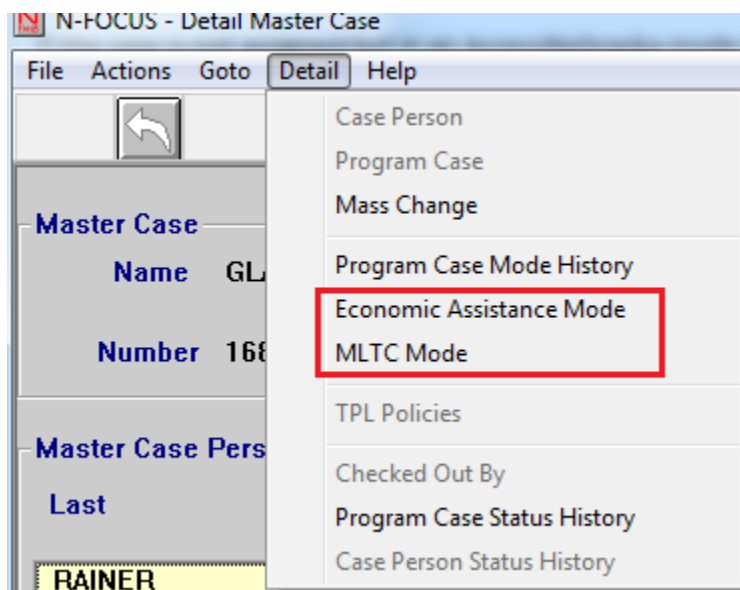 N-FOCUS - Detail Master Case
File Actions Goto Detail Help
Case Person
Program Case
Mass Change
Program Case Mode History
Economic Assistance Mode
MLTC Mode
TPL Policies
Checked Out By
Program Case Status History
Case Person Status History
Master Case
Name GL
Number 168
Master Case Pers
Last
RAINER